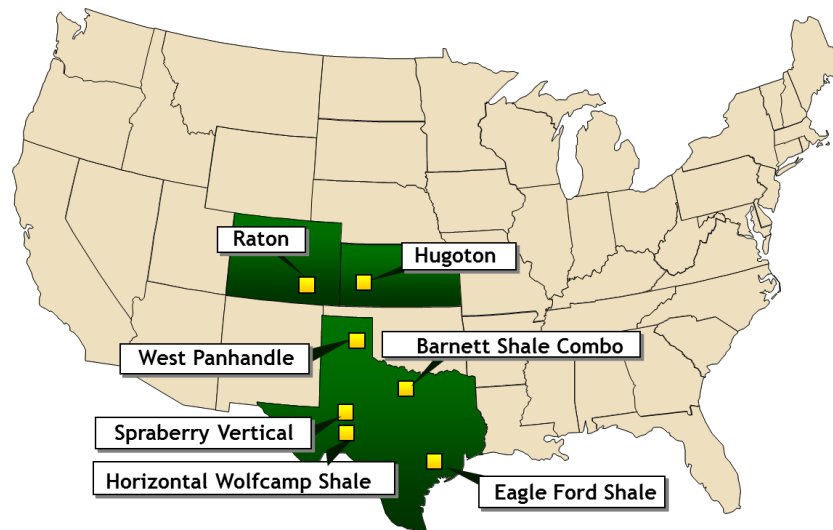 Raton
Hugoton
West Panhandle
Barnett Shale Combo
Spraberry Vertical
Horizontal Wolfcamp Shale
Eagle Ford Shale